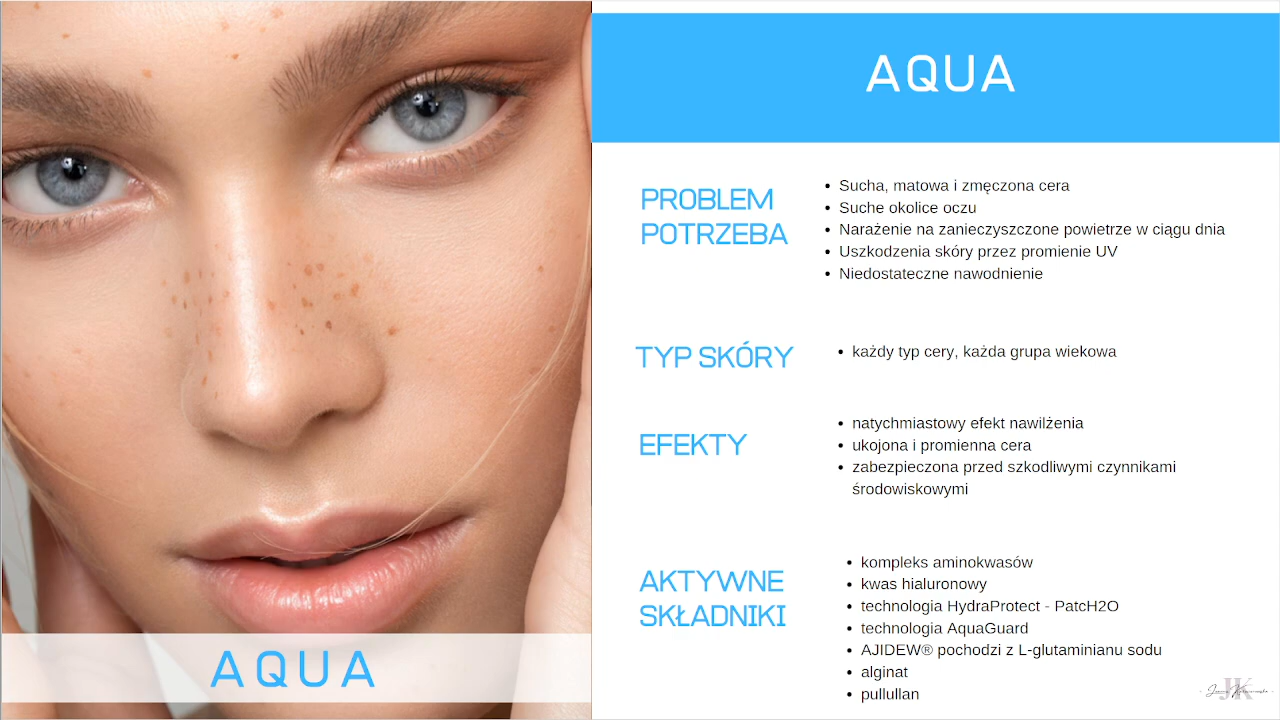 AQUA
AQUA
PROBLEM
POTRZEBA
Sucha, matowa i zmęczona cera
Suche okolice oczu
Narażenie na zanieczyszczone powietrze w ciągu dnia
Uszkodzenia skóry przez promienie UV
Niedostateczne nawodnienie
TYP SKÓRY
każdy typ cery, każda grupa wiekowa
EFEKTY
natychmiastowy efekt nawilżenia
ukojona i promienna cera
zabezpieczona przed szkodliwymi czynnikami
środowiskowymi
AKTYWNE
SKŁADNIKI
kompleks aminokwasów
kwas hialuronowy
technologia HydraProtect - PatcH2O
technologia AquaGuard
AJIDEW® pochodzi z L-glutaminianu sodu
alginat
pullullan
JK